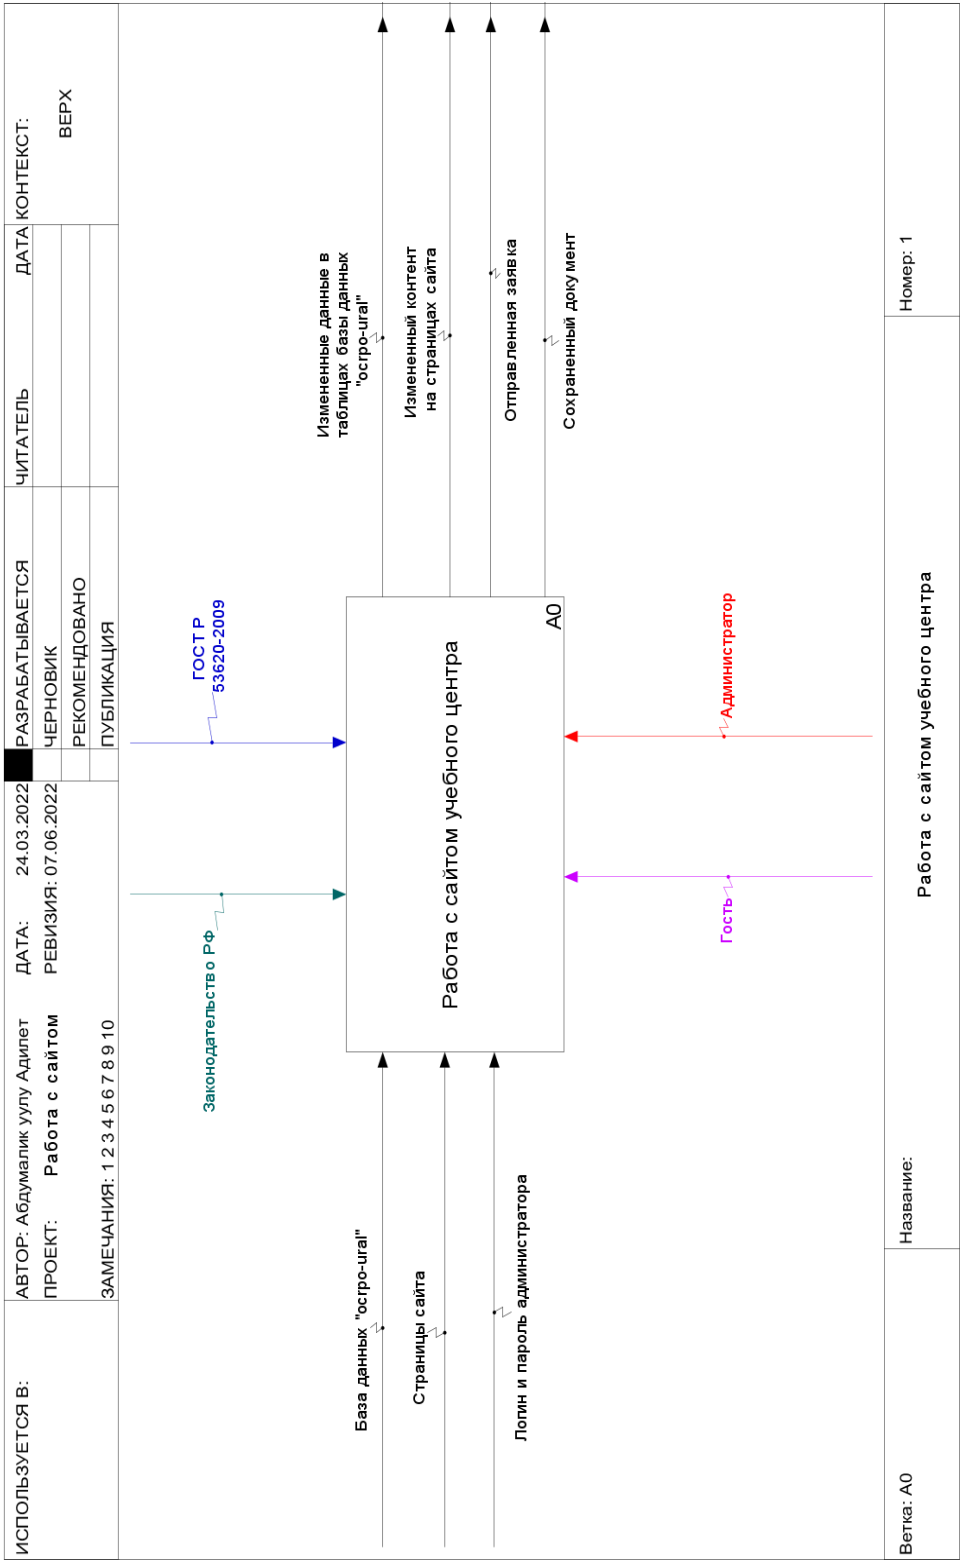 ИСПОЛЬЗУЕТСЯ В:
АВТОР: Абдумалик уулу Адилет
ДАТА: 24.03.2022
РАЗРАБАТЫВАЕТСЯ
ЧИТАТЕЛЬ
ДАТА
КОНТЕКСТ:
ПРОЕКТ: Работа с сайтом
РЕВИЗИЯ: 07.06.2022
ЧЕРНОВИК
ВЕРХ
РЕКОМЕНДОВАНО
ЗАМЕЧАНИЯ: 1 2 3 4 5 6 7 8 9 10
ПУБЛИКАЦИЯ
Законодательство РФ
ГОСТ Р
53620-2009
База данных "ocrpo-ural"
Страницы сайта
Логин и пароль администратора
Работа с сайтом учебного центра
A0
Измененные данные в
таблицах базы данных
"ocrpo-ural"
Измененный контент
на страницах сайта
Отправленная заявка
Сохраненный документ
Гость
Администратор
Ветка: A0
Название:
Работа с сайтом учебного центра
Номер: 1